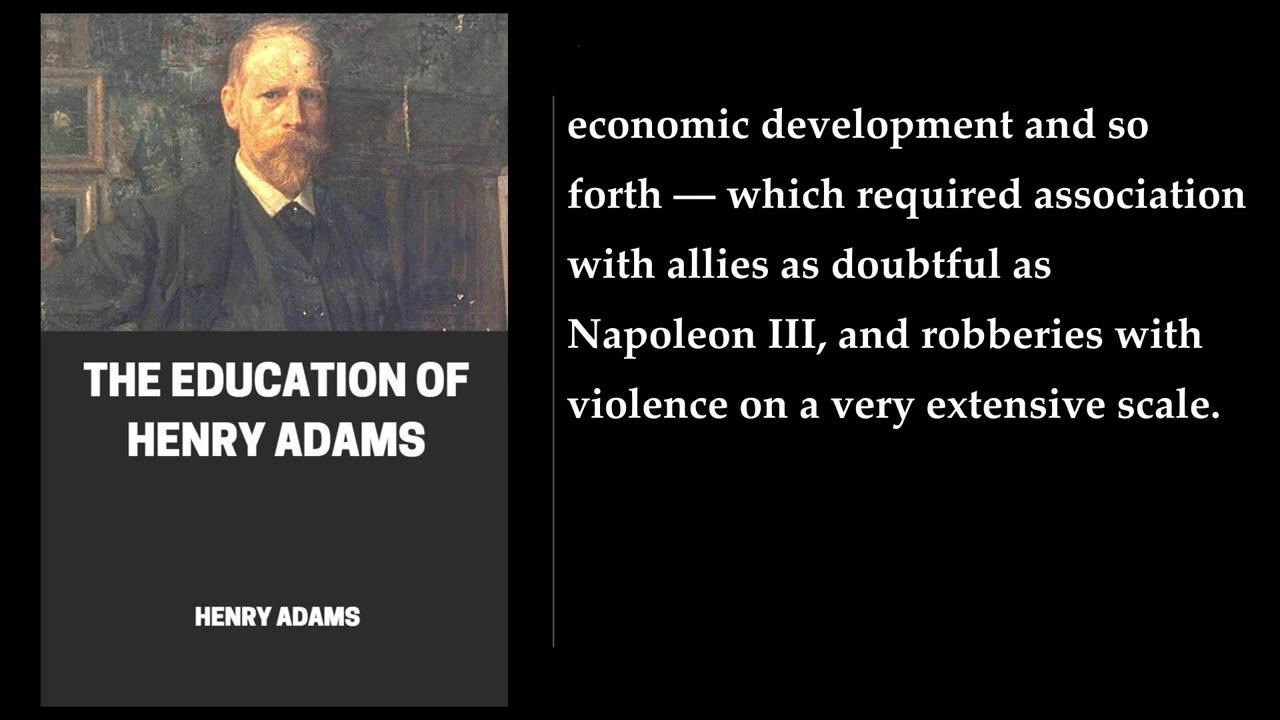 THE EDUCATION OF
HENRY ADAMS
HENRY ADAMS
economic development and so
forth — which required association
with allies as doubtful as
Napoleon III, and robberies with
violence on a very extensive scale.